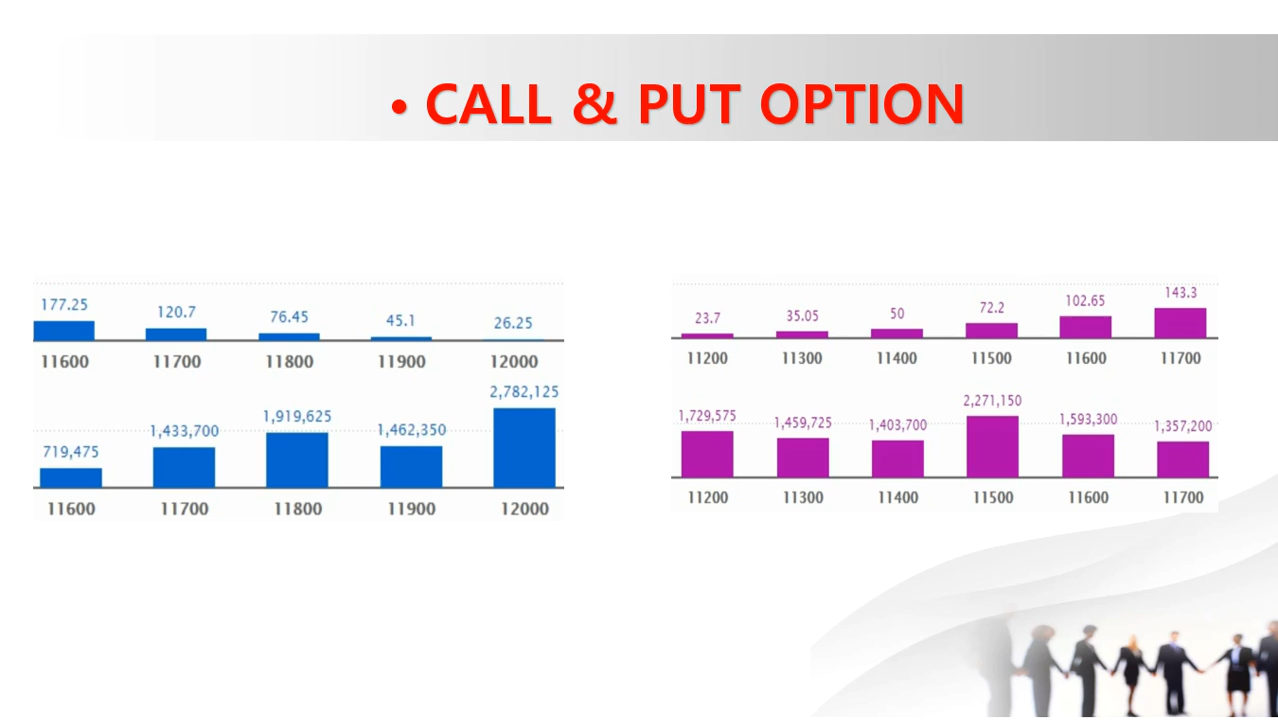 • CALL & PUT OPTION
177.25 120.7 76.45 45.1 26.25
11600 11700 11800 11900 12000
719,475 1,433,700 1,919,625 1,462,350 2,782,125
11600 11700 11800 11900 12000
23.7 35.05 50 72.2 102.65 143.3
11200 11300 11400 11500 11600 11700
1,729,575 1,459,725 1,403,700 2,271,150 1,593,300 1,357,200
11200 11300 11400 11500 11600 11700